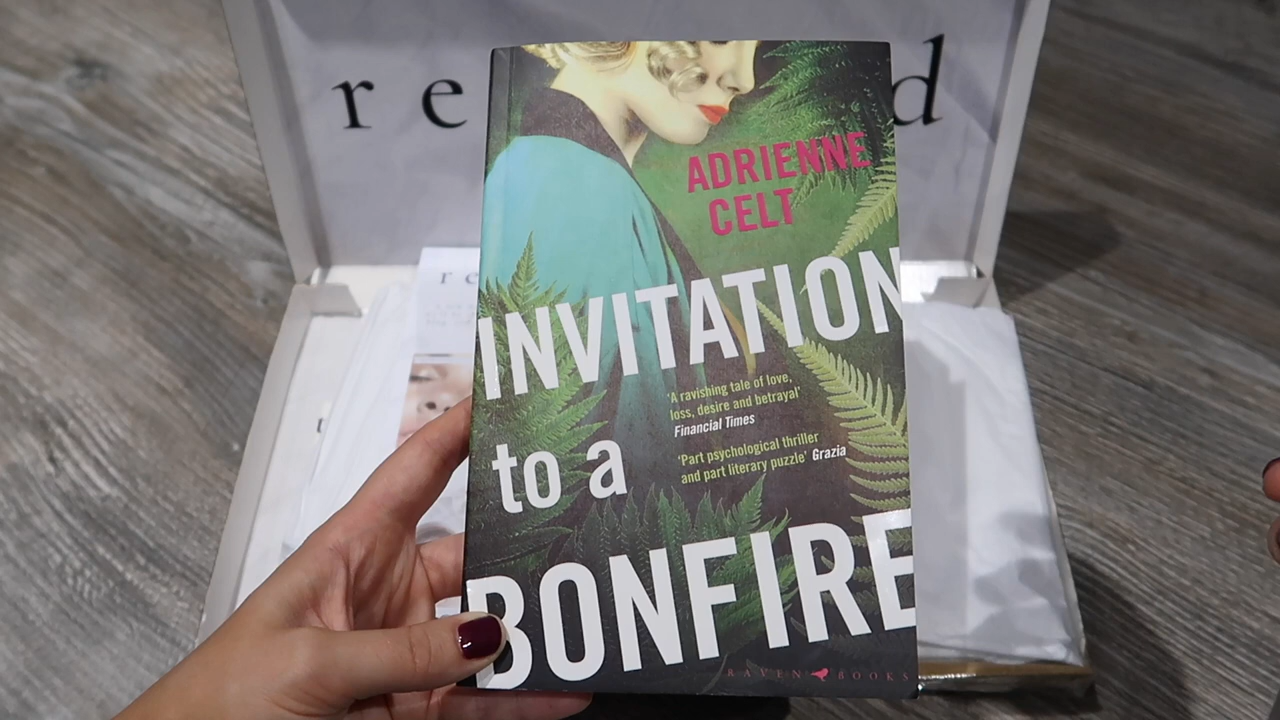 re d
ADRIENNE
CELT
INVITATION
'A ravishing tale of love,
loss, desire and betrayal'
Financial Times
'Part psychological thriller
and part literary puzzle' Grazia
to a
BONFIRE
RAVEN BOOKS
re